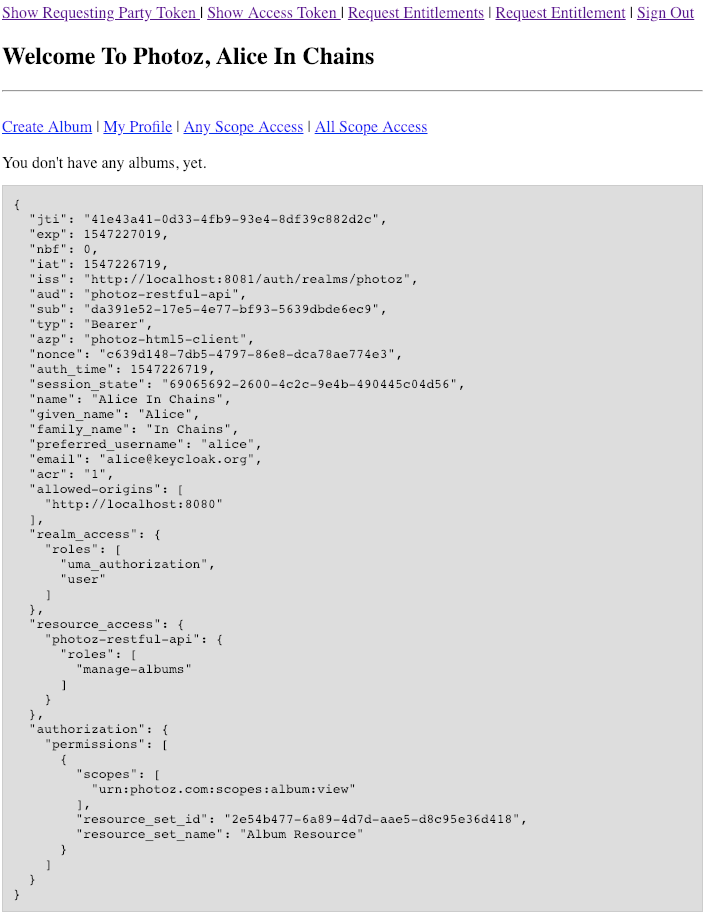 Show Requesting Party Token | Show Access Token | Request Entitlements | Request Entitlement | Sign Out
Welcome To Photoz, Alice In Chains
Create Album | My Profile | Any Scope Access | All Scope Access
You don't have any albums, yet.
{
  "jti": "41e43a41-0d33-4fb9-93e4-8df39c882d2c",
  "exp": 1547227019,
  "nbf": 0,
  "iat": 1547226719,
  "iss": "http://localhost:8081/auth/realms/photoz",
  "aud": "photoz-restful-api",
  "sub": "da391e52-17e5-4e77-bf93-5639dbde6ec9",
  "typ": "Bearer",
  "azp": "photoz-html5-client",
  "nonce": "c639d148-7db5-4797-86e8-dca78ae774e3",
  "auth_time": 1547226719,
  "session_state": "69065692-2600-4c2c-9e4b-490445c04d56",
  "name": "Alice In Chains",
  "given_name": "Alice",
  "family_name": "In Chains",
  "preferred_username": "alice",
  "email": "alice@keycloak.org",
  "acr": "1",
  "allowed-origins": [
    "http://localhost:8080"
  ],
  "realm_access": {
    "roles": [
      "uma_authorization",
      "user"
    ]
  },
  "resource_access": {
    "photoz-restful-api": {
      "roles": [
        "manage-albums"
      ]
    }
  },
  "authorization": {
    "permissions": [
      {
        "scopes": [
          "urn:photoz.com:scopes:album:view"
        ],
        "resource_set_id": "2e54b477-6a89-4d7d-aae5-d8c95e36d418",
        "resource_set_name": "Album Resource"
      }
    ]
  }
}